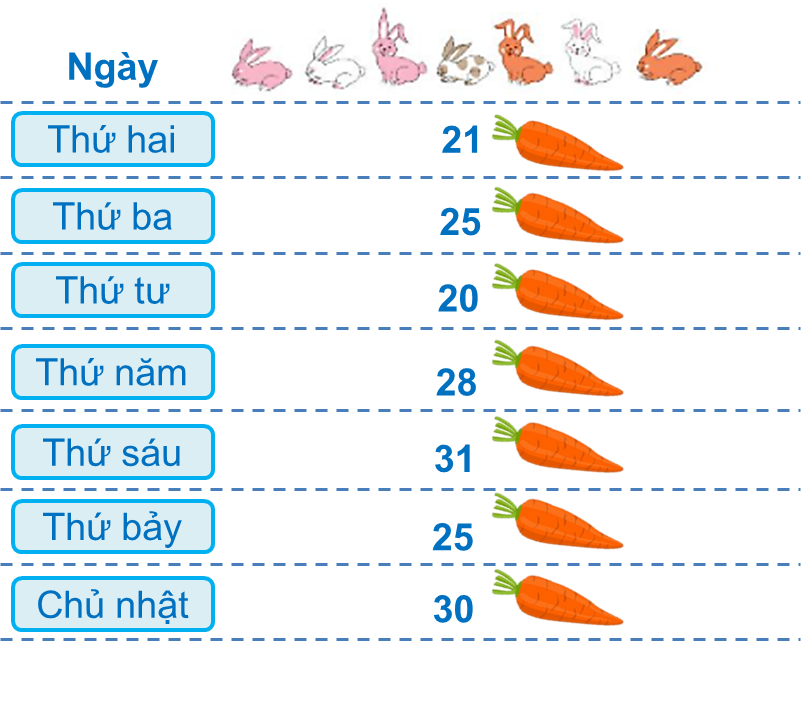 Ngày
Thứ hai 21
Thứ ba 25
Thứ tư 20
Thứ năm 28
Thứ sáu 31
Thứ bảy 25
Chủ nhật 30